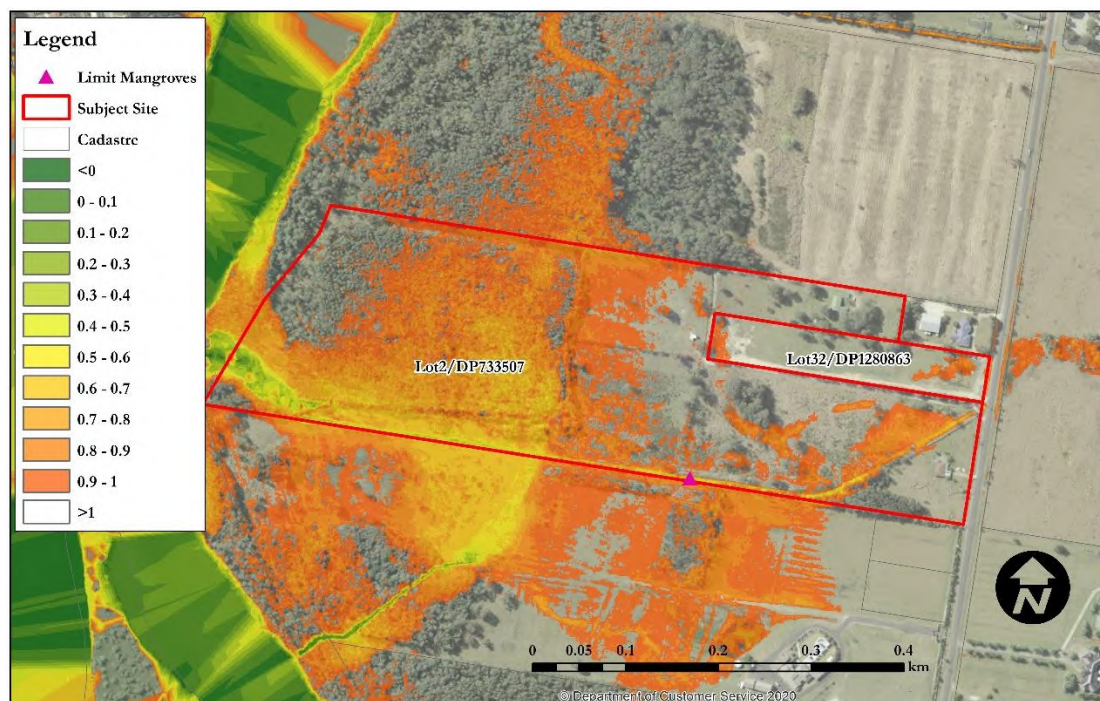 Legend
Limit Mangroves
Subject Site
Cadastre
<0
0 - 0.1
0.1 - 0.2
0.2 - 0.3
0.3 - 0.4
0.4 - 0.5
0.5 - 0.6
0.6 - 0.7
0.7 - 0.8
0.8 - 0.9
0.9 - 1
>1
Lot2/DP733507
Lot32/DP1280863
N
0 0.05 0.1 0.2 0.3 0.4
km
© Department of Customer Service 2020